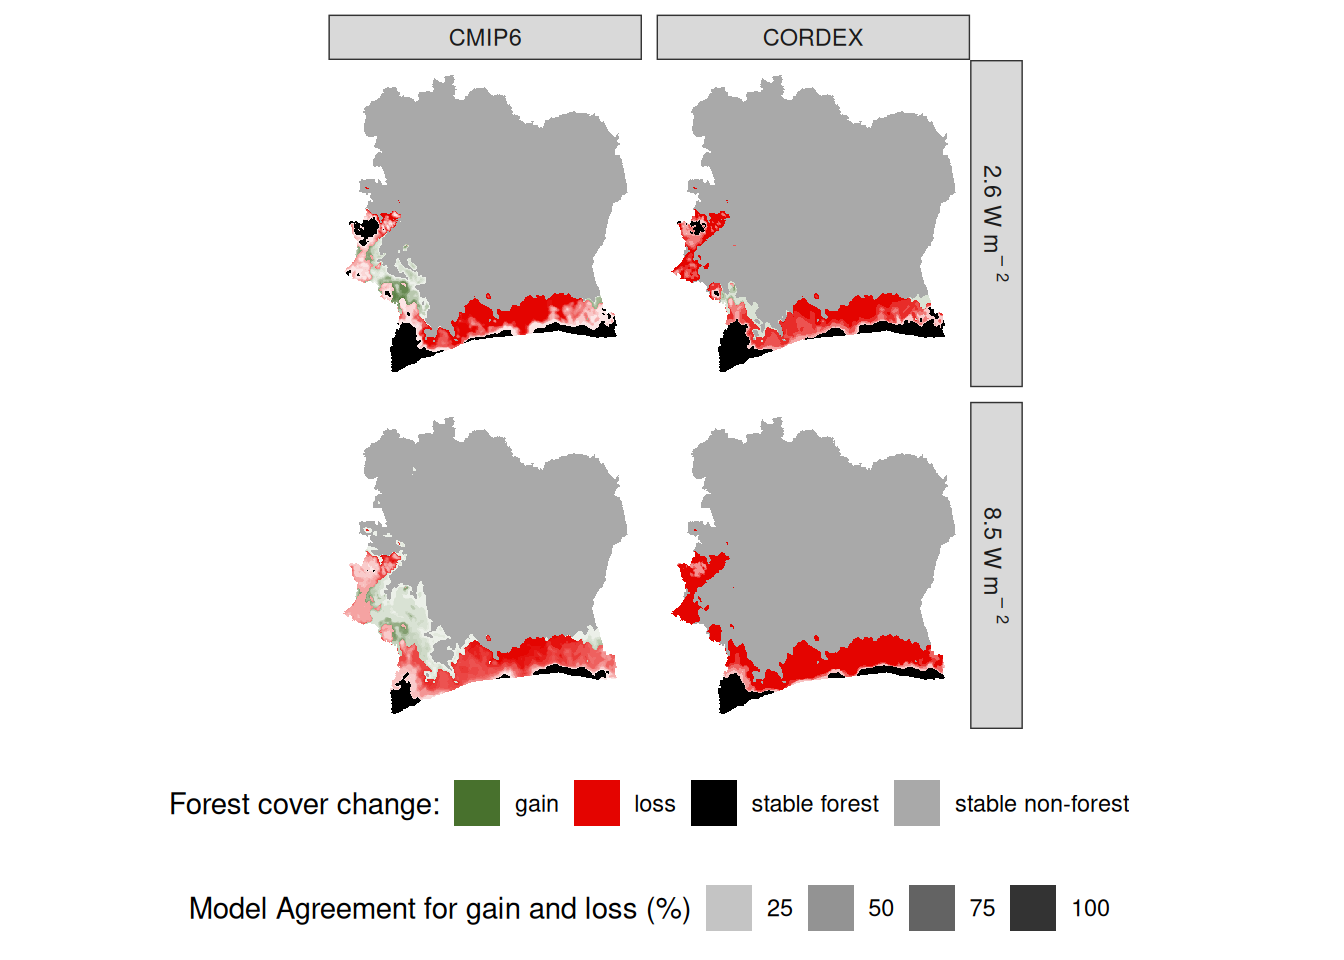 CMIP6
CORDEX
2.6 W m⁻²
8.5 W m⁻²
Forest cover change: gain loss stable forest stable non-forest
Model Agreement for gain and loss (%) 25 50 75 100